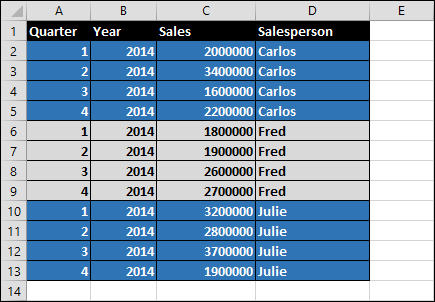 A B C D E
1 Quarter Year Sales Salesperson
2 1 2014 2000000 Carlos
3 2 2014 3400000 Carlos
4 3 2014 1600000 Carlos
5 4 2014 2200000 Carlos
6 1 2014 1800000 Fred
7 2 2014 1900000 Fred
8 3 2014 2600000 Fred
9 4 2014 2700000 Fred
10 1 2014 3200000 Julie
11 2 2014 2800000 Julie
12 3 2014 3700000 Julie
13 4 2014 1900000 Julie
14